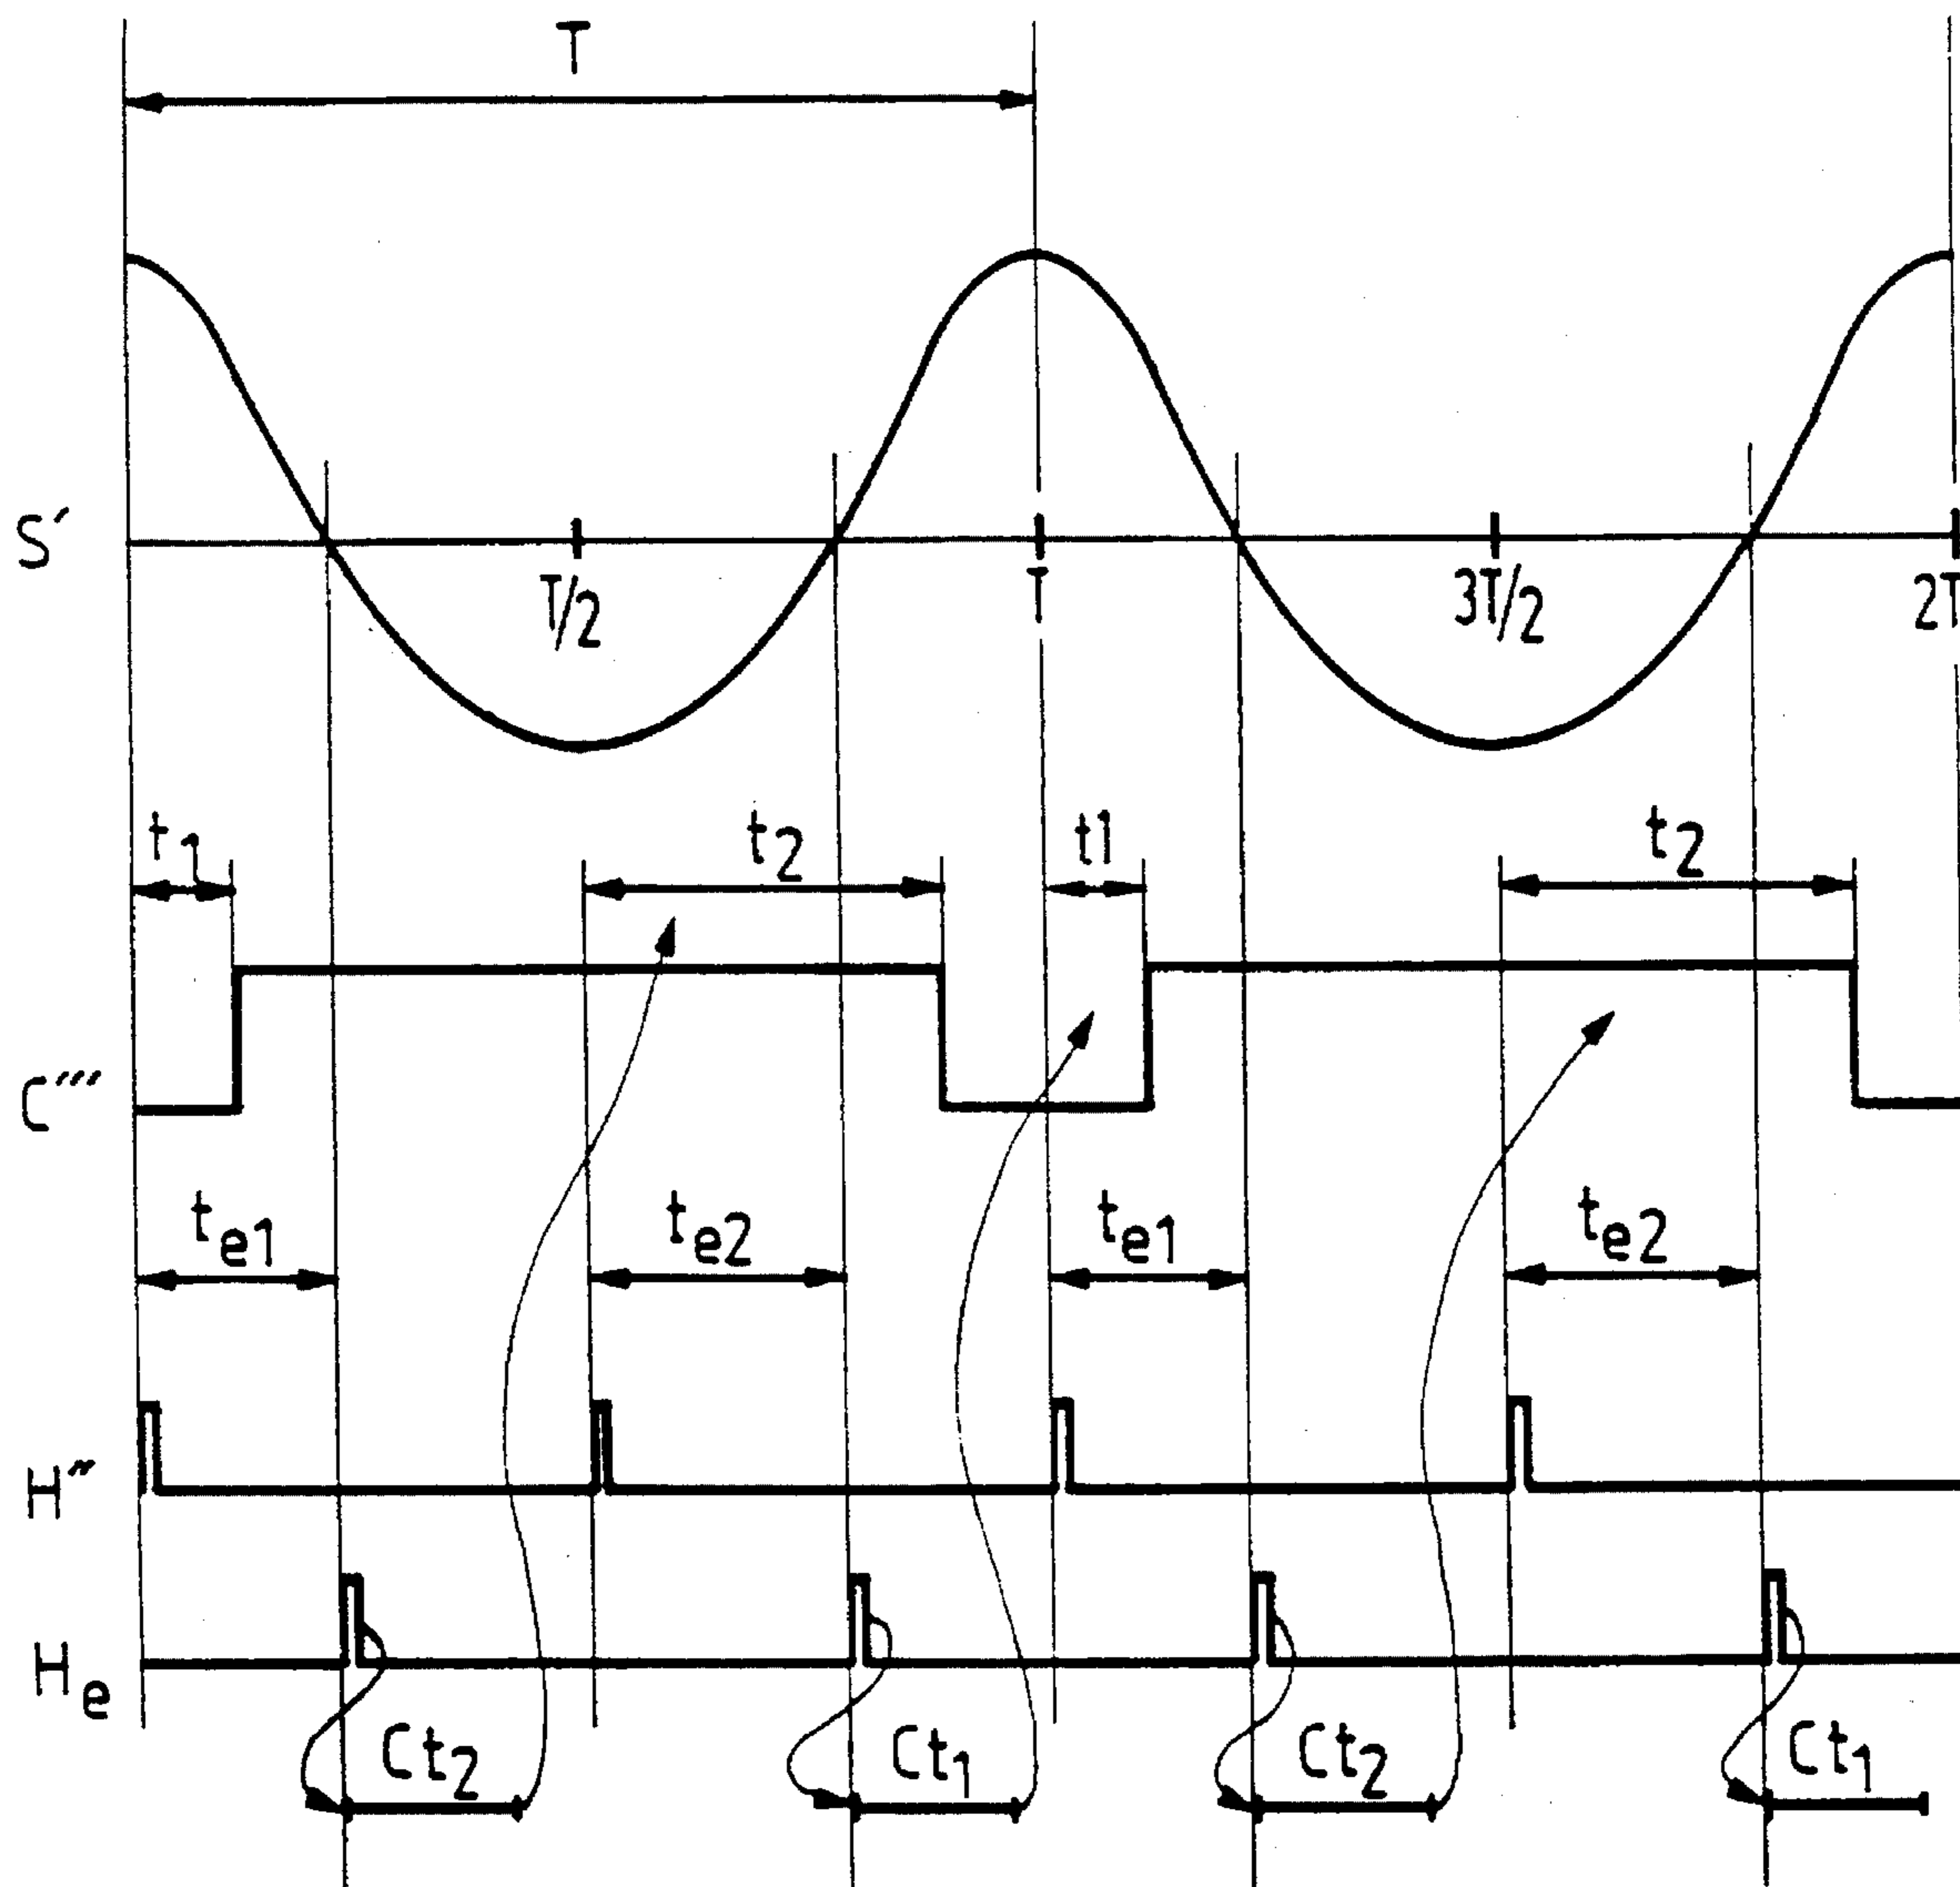 T
S′
T/2 T 3T/2 2T
t₁ t₂ t1 t₂
C‴
te1 te2 te1 te2
H‴
He
Ct₂ Ct₁ Ct₂ Ct₁